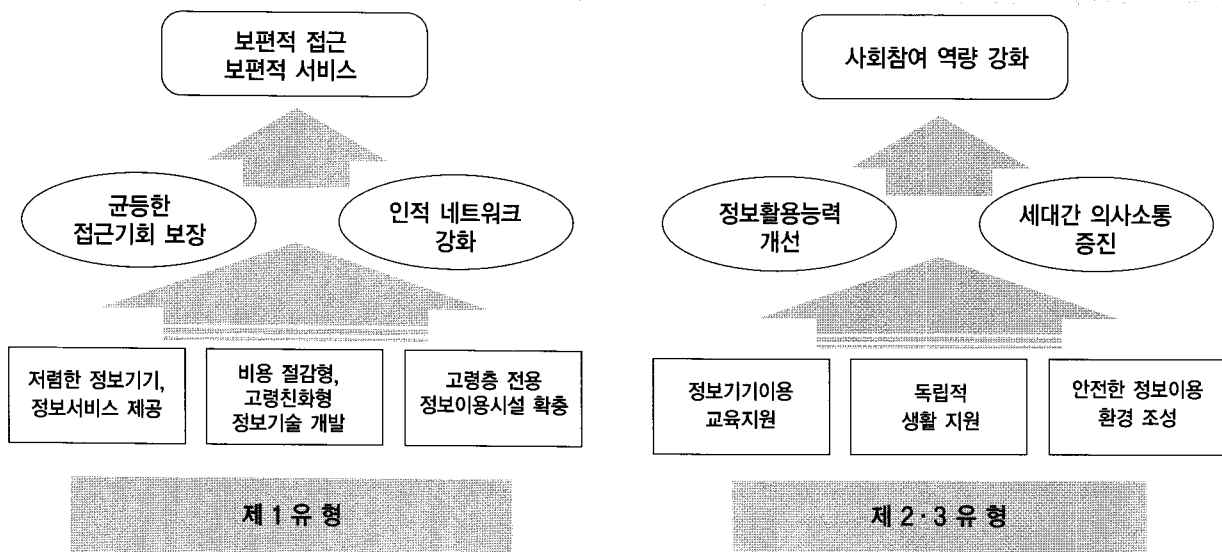 보편적 접근
보편적 서비스
균등한
접근기회 보장
인적 네트워크
강화
저렴한 정보기기,
정보서비스 제공
비용 절감형,
고령친화형
정보기술 개발
고령층 전용
정보이용시설 확충
제 1 유 형
사회참여 역량 강화
정보활용능력
개선
세대간 의사소통
증진
정보기기이용
교육지원
독립적
생활 지원
안전한 정보이용
환경 조성
제 2 · 3 유 형